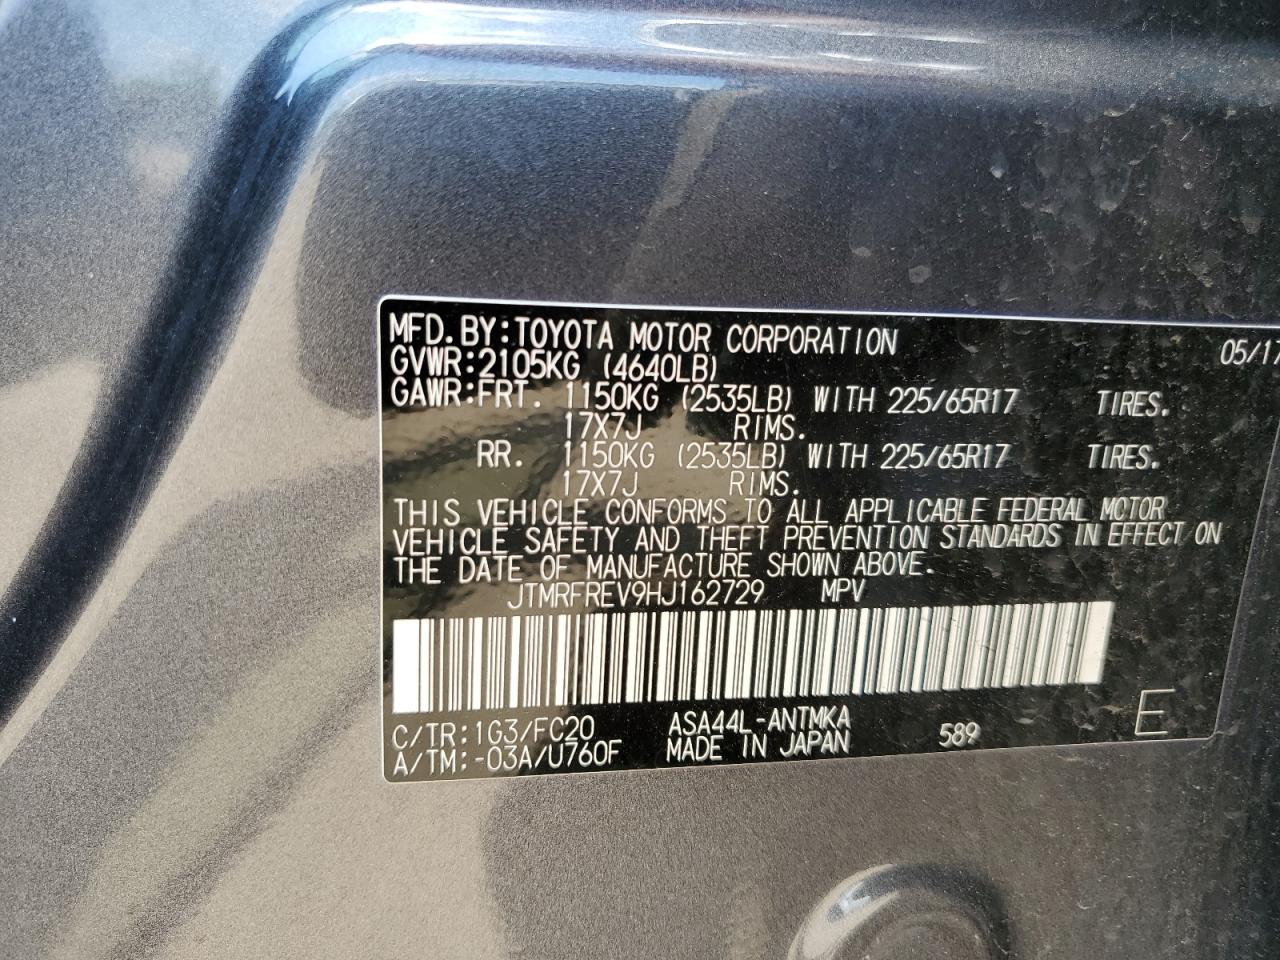 MFD. BY: TOYOTA MOTOR CORPORATION 05/17
GVWR: 2105KG (4640LB)
GAWR: FRT. 1150KG (2535LB) WITH 225/65R17 TIRES.
17X7J RIMS.
RR. 1150KG (2535LB) WITH 225/65R17 TIRES.
17X7J RIMS.
THIS VEHICLE CONFORMS TO ALL APPLICABLE FEDERAL MOTOR
VEHICLE SAFETY AND THEFT PREVENTION STANDARDS IN EFFECT ON
THE DATE OF MANUFACTURE SHOWN ABOVE.
JTMRFREV9HJ162729 MPV
C/TR: 1G3/FC20 ASA44L-ANTMKA 589 E
A/TM: -03A/U760F MADE IN JAPAN